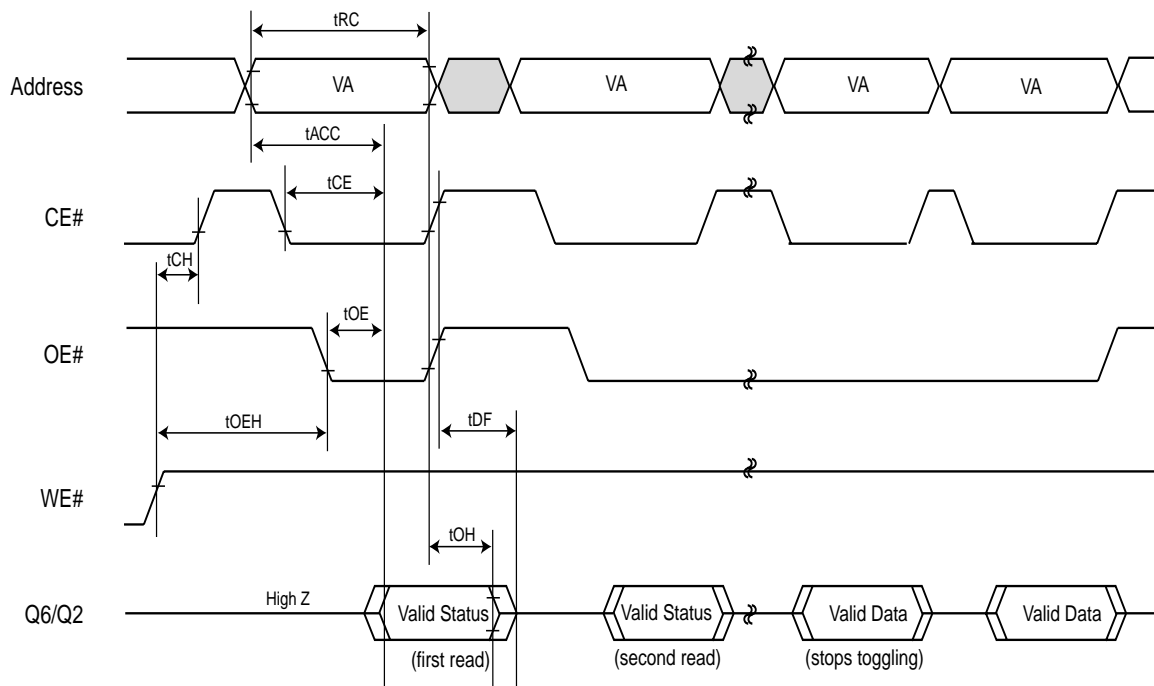 tRC
Address
VA
VA
VA
VA
tACC
tCE
CE#
tCH
tOE
OE#
tOEH
tDF
WE#
tOH
High Z
Q6/Q2
Valid Status
Valid Status
Valid Data
Valid Data
(first read)
(second read)
(stops toggling)